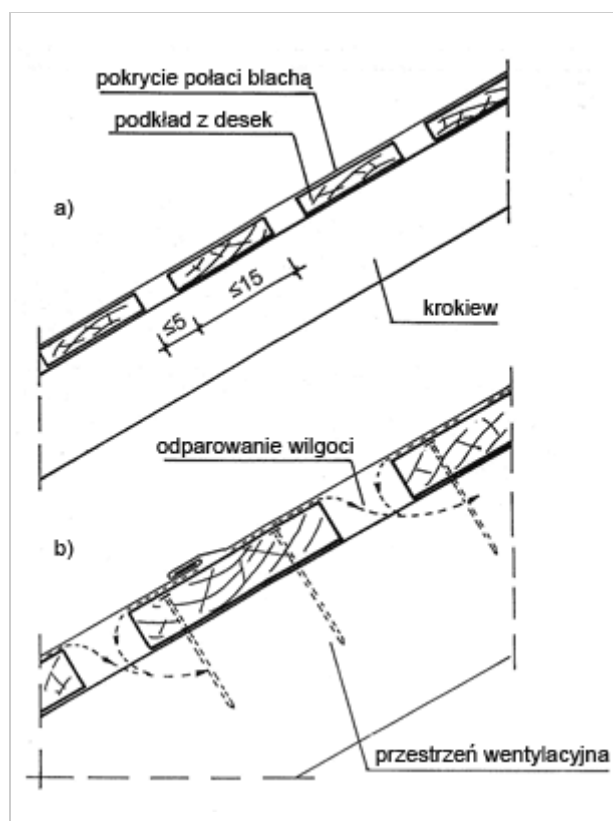 pokrycie połaci blachą
podkład z desek
a)
≤5
≤15
krokiew
odparowanie wilgoci
b)
przestrzeń wentylacyjna